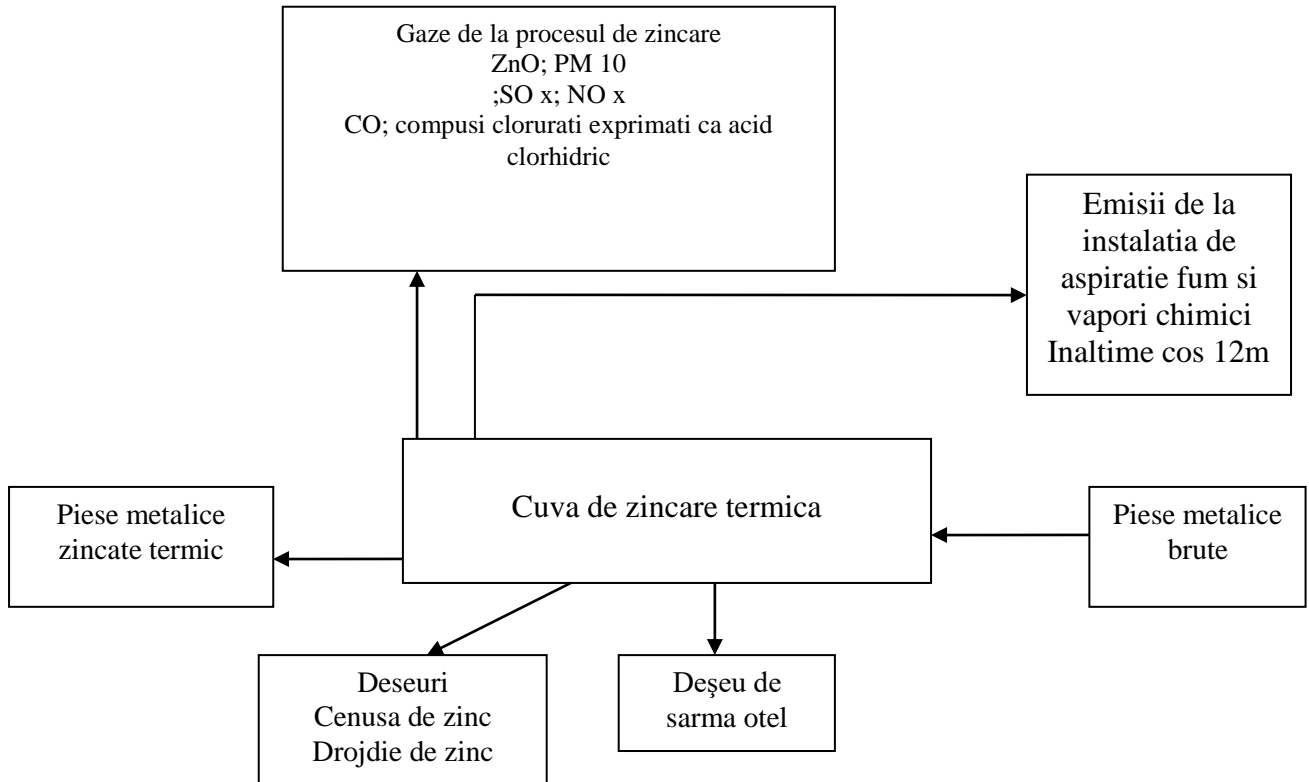 Gaze de la procesul de zincare
ZnO; PM 10
;SO x; NO x
CO; compusi clorurati exprimati ca acid
clorhidric
Emisii de la
instalatia de
aspiratie fum si
vapori chimici
Inaltime cos 12m
Piese metalice
zincate termic
Cuva de zincare termica
Piese metalice
brute
Deseuri
Cenusa de zinc
Drojdie de zinc
Deşeu de
sarma otel